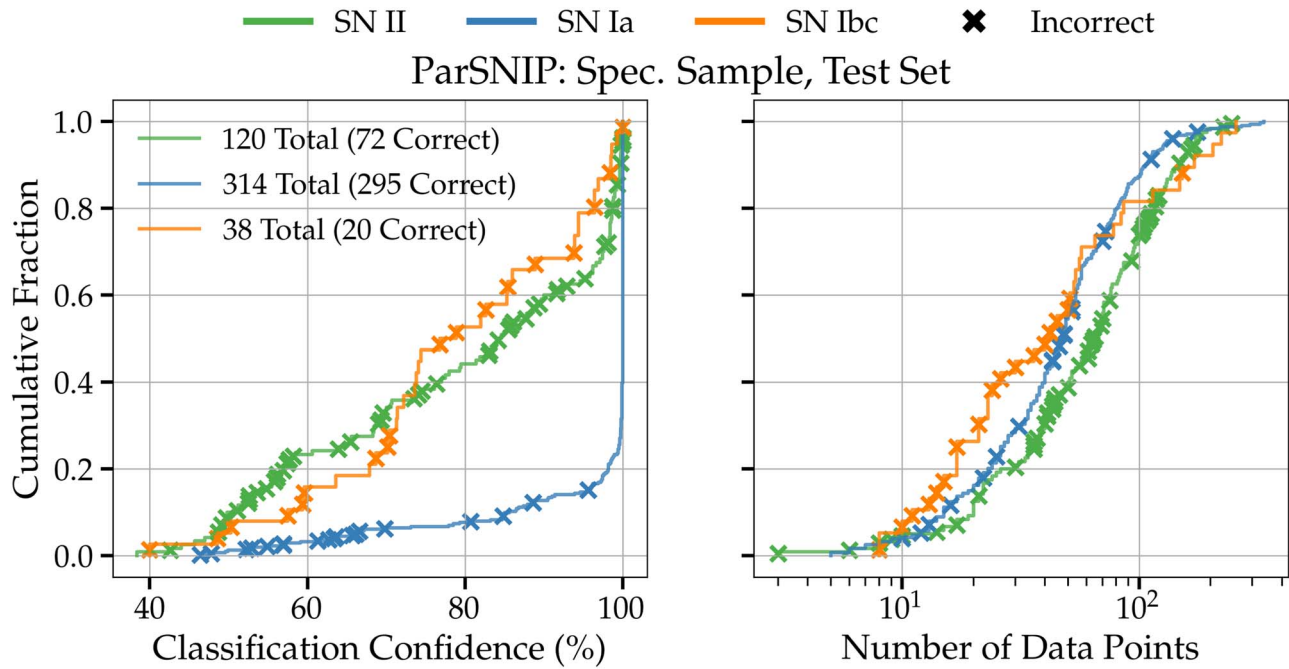 SN II SN Ia SN Ibc Incorrect
ParSNIP: Spec. Sample, Test Set
120 Total (72 Correct)
314 Total (295 Correct)
38 Total (20 Correct)
Cumulative Fraction
1.0
0.8
0.6
0.4
0.2
0.0
40 60 80 100
Classification Confidence (%)
10¹ 10²
Number of Data Points